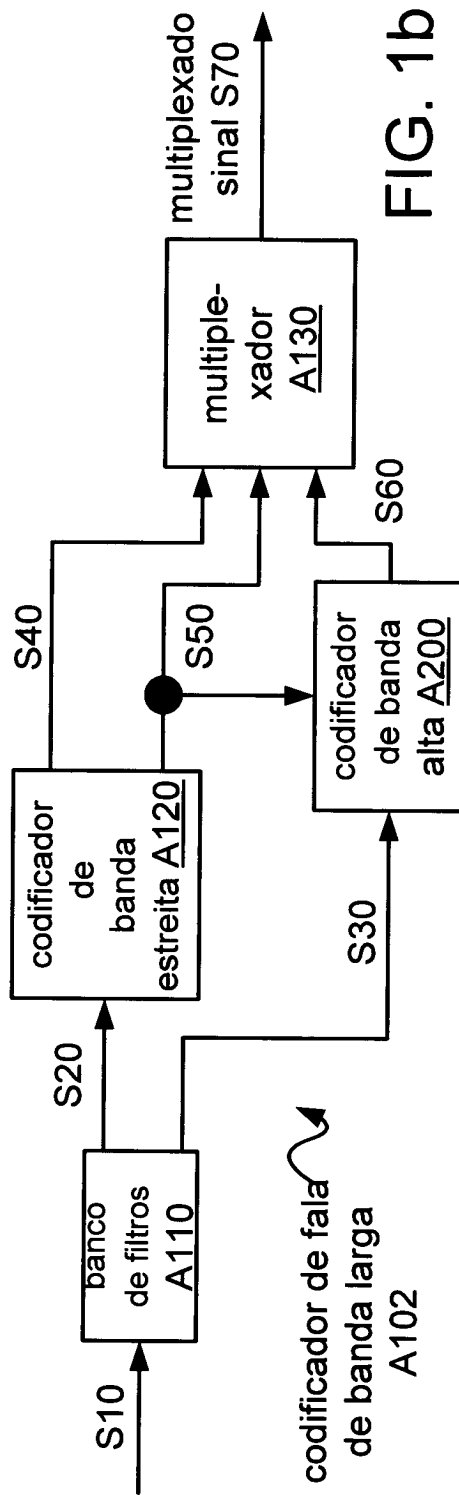 S10
banco
de filtros
A110
S20
codificador
de
banda
estreita A120
S40
S50
S30
codificador
de banda
alta A200
S60
multiple-
xador
A130
multiplexado
sinal S70
codificador de fala
de banda larga
A102
FIG. 1b